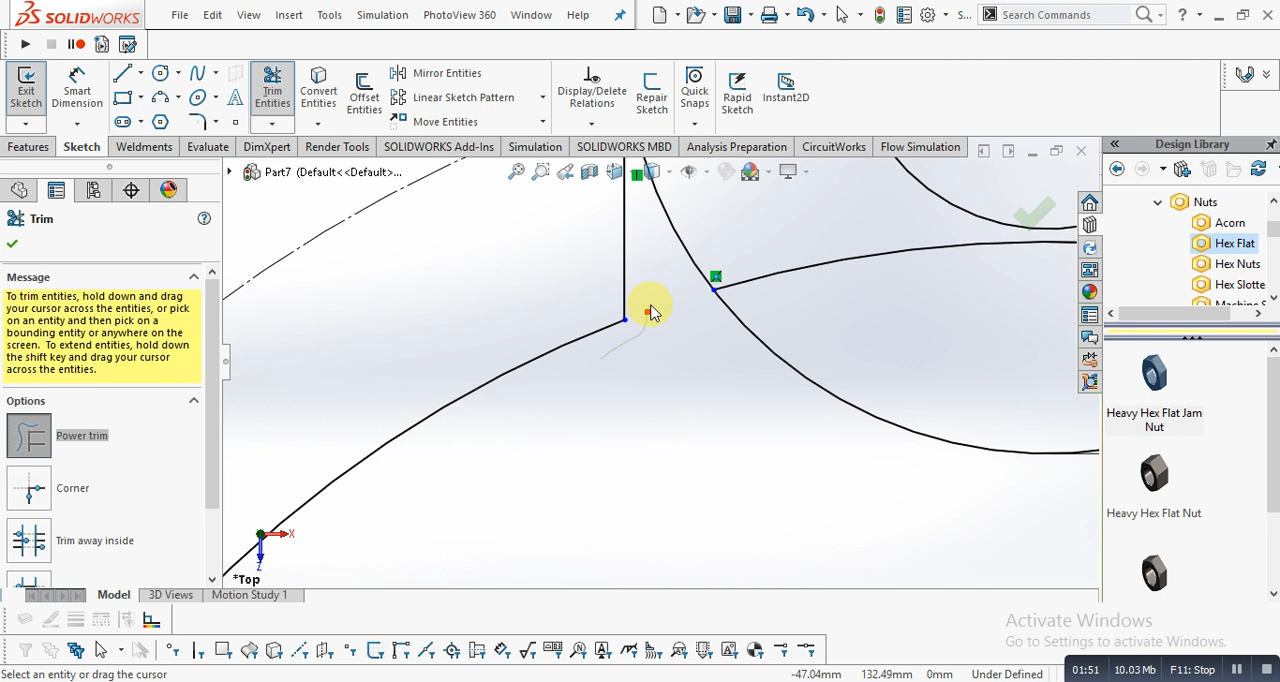 SOLIDWORKS
File Edit View Insert Tools Simulation PhotoView 360 Window Help
S...
Search Commands
?
Exit Sketch
Smart Dimension
Trim Entities
Convert Entities
Offset Entities
Mirror Entities
Linear Sketch Pattern
Move Entities
Display/Delete Relations
Repair Sketch
Quick Snaps
Rapid Sketch
Instant2D
Features Sketch Weldments Evaluate DimXpert Render Tools SOLIDWORKS Add-Ins Simulation SOLIDWORKS MBD Analysis Preparation CircuitWorks Flow Simulation
Design Library
Part7 (Default<<Default>...
Trim
Message
To trim entities, hold down and drag
your cursor across the entities, or pick
on an entity and then pick on a
bounding entity or anywhere on the
screen. To extend entities, hold down
the shift key and drag your cursor
across the entities.
Options
Power trim
Corner
Trim away inside
Nuts
Acorn
Hex Flat
Hex Nuts
Hex Slotte
Heavy Hex Flat Jam
Nut
Heavy Hex Flat Nut
X
Z
*Top
Model 3D Views Motion Study 1
Activate Windows
Go to Settings to activate Windows.
Select an entity or drag the cursor
-47.04mm 132.49mm 0mm Under Defined
01:51 10.03 Mb F11: Stop